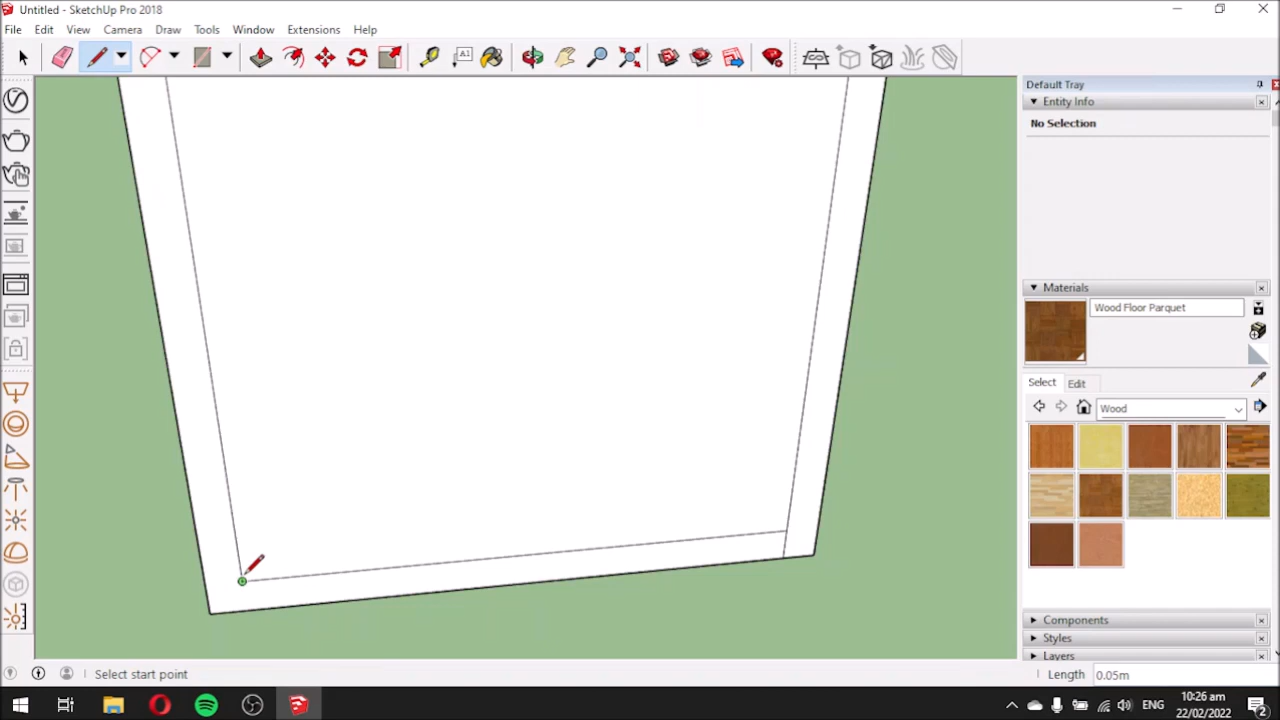 Untitled - SketchUp Pro 2018
File Edit View Camera Draw Tools Window Extensions Help
A1
Default Tray
Entity Info
No Selection
Materials
Wood Floor Parquet
Select Edit
Wood
Components
Styles
Layers
Select start point
Length 0.05m
ENG
10:26 am
22/02/2022
2